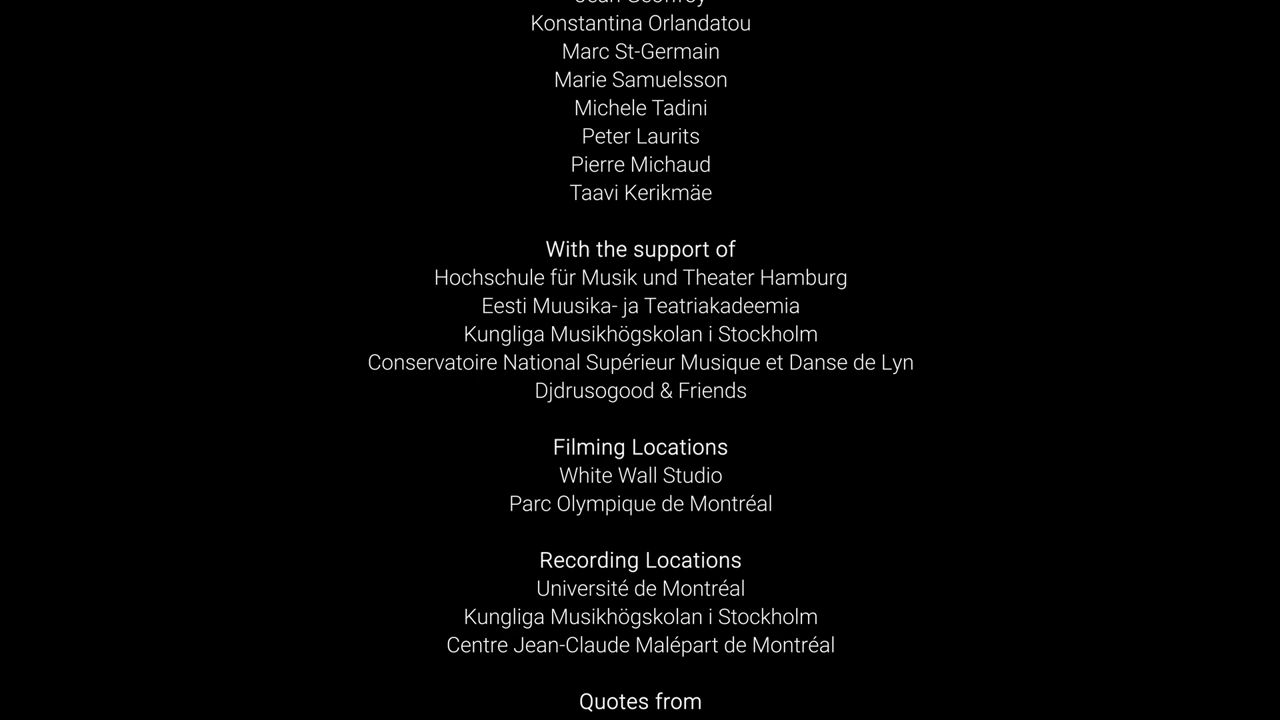 Konstantina Orlandatou
Marc St-Germain
Marie Samuelsson
Michele Tadini
Peter Laurits
Pierre Michaud
Taavi Kerikmäe
With the support of
Hochschule für Musik und Theater Hamburg
Eesti Muusika- ja Teatriakadeemia
Kungliga Musikhögskolan i Stockholm
Conservatoire National Supérieur Musique et Danse de Lyn
Djdrusogood & Friends
Filming Locations
White Wall Studio
Parc Olympique de Montréal
Recording Locations
Université de Montréal
Kungliga Musikhögskolan i Stockholm
Centre Jean-Claude Malépart de Montréal
Quotes from